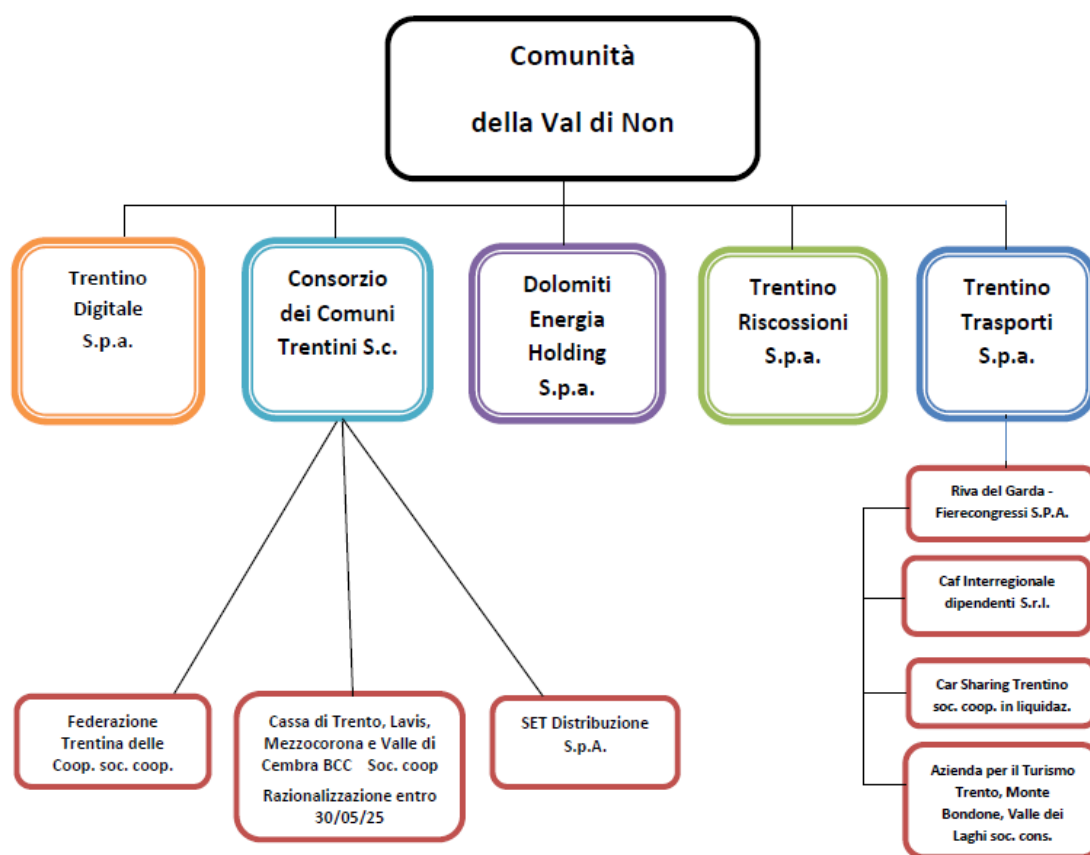 Comunità
della Val di Non
Trentino
Digitale
S.p.a.
Consorzio
dei Comuni
Trentini S.c.
Dolomiti
Energia
Holding
S.p.a.
Trentino
Riscossioni
S.p.a.
Trentino
Trasporti
S.p.a.
Riva del Garda -
Fierecongressi S.P.A.
Caf Interregionale
dipendenti S.r.l.
Car Sharing Trentino
soc. coop. in liquidaz.
Azienda per il Turismo
Trento, Monte
Bondone, Valle dei
Laghi soc. cons.
Federazione
Trentina delle
Coop. soc. coop.
Cassa di Trento, Lavis,
Mezzocorona e Valle di
Cembra BCC Soc. coop
Razionalizzazione entro
30/05/25
SET Distribuzione
S.p.A.